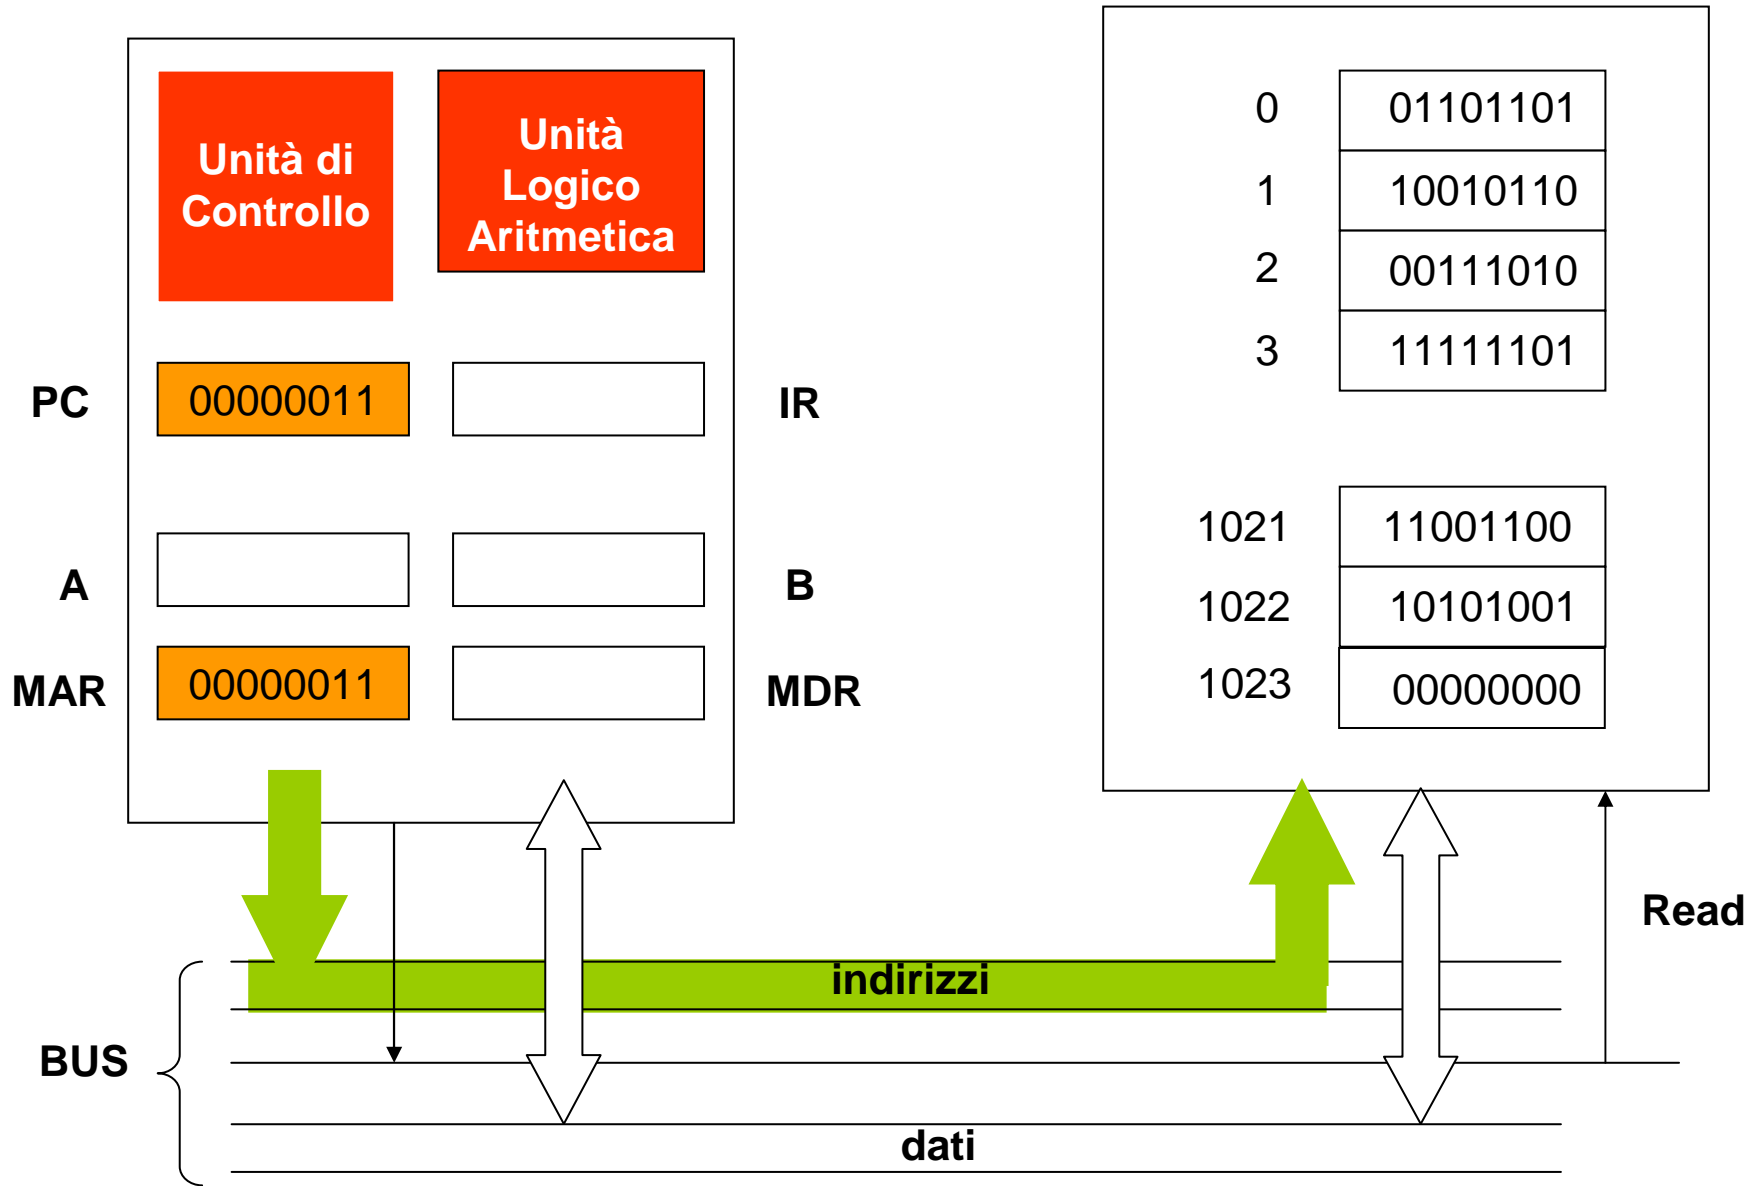 Unità di
Controllo
Unità
Logico
Aritmetica
PC
00000011
IR
A
B
MAR
00000011
MDR
0
01101101
1
10010110
2
00111010
3
11111101
1021
11001100
1022
10101001
1023
00000000
Read
indirizzi
BUS
dati